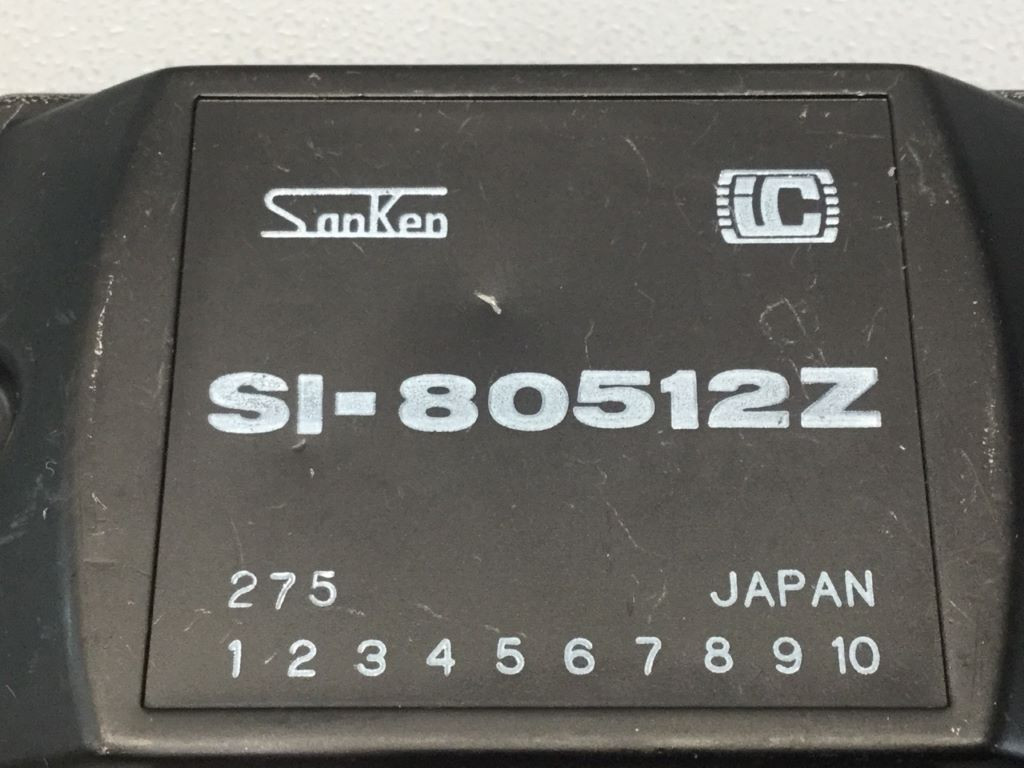 SanKen IC
SI-80512Z
275 JAPAN
1 2 3 4 5 6 7 8 9 10